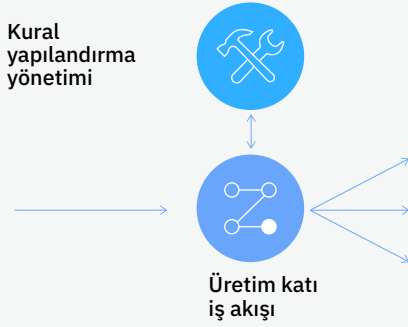 Kural
yapılandırma
yönetimi
Üretim katı
iş akışı